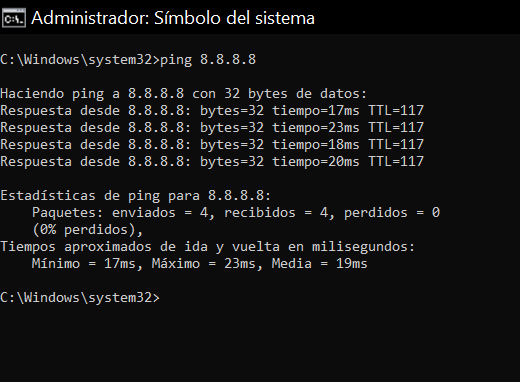 Administrador: Símbolo del sistema
C:\Windows\system32>ping 8.8.8.8
Haciendo ping a 8.8.8.8 con 32 bytes de datos:
Respuesta desde 8.8.8.8: bytes=32 tiempo=17ms TTL=117
Respuesta desde 8.8.8.8: bytes=32 tiempo=23ms TTL=117
Respuesta desde 8.8.8.8: bytes=32 tiempo=18ms TTL=117
Respuesta desde 8.8.8.8: bytes=32 tiempo=20ms TTL=117
Estadísticas de ping para 8.8.8.8:
    Paquetes: enviados = 4, recibidos = 4, perdidos = 0
    (0% perdidos),
Tiempos aproximados de ida y vuelta en milisegundos:
    Mínimo = 17ms, Máximo = 23ms, Media = 19ms
C:\Windows\system32>